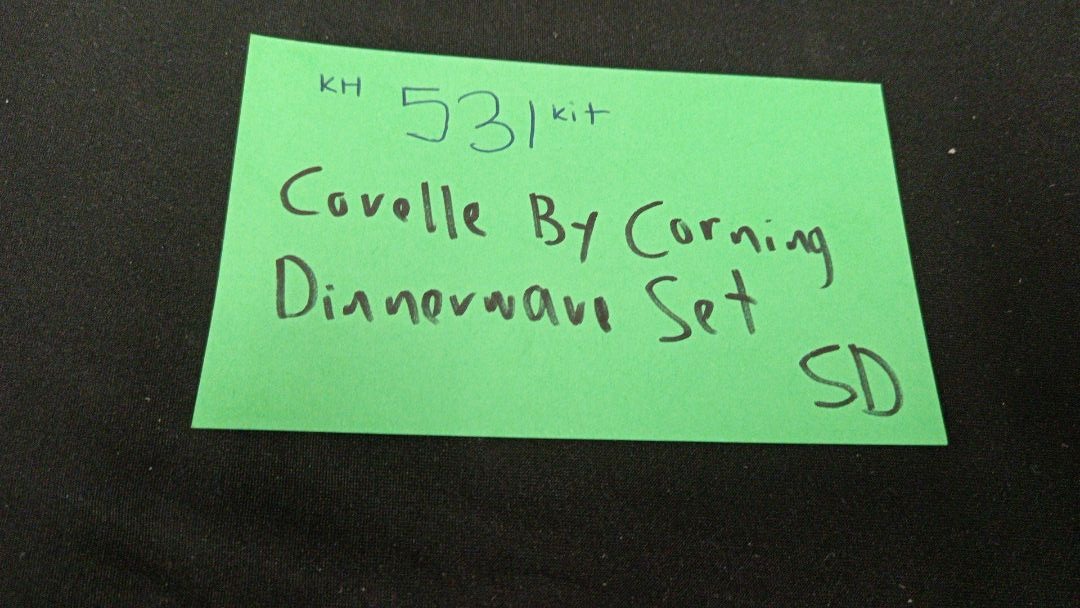 KH 531 kit
Corelle By Corning
Dinnerware Set
SD